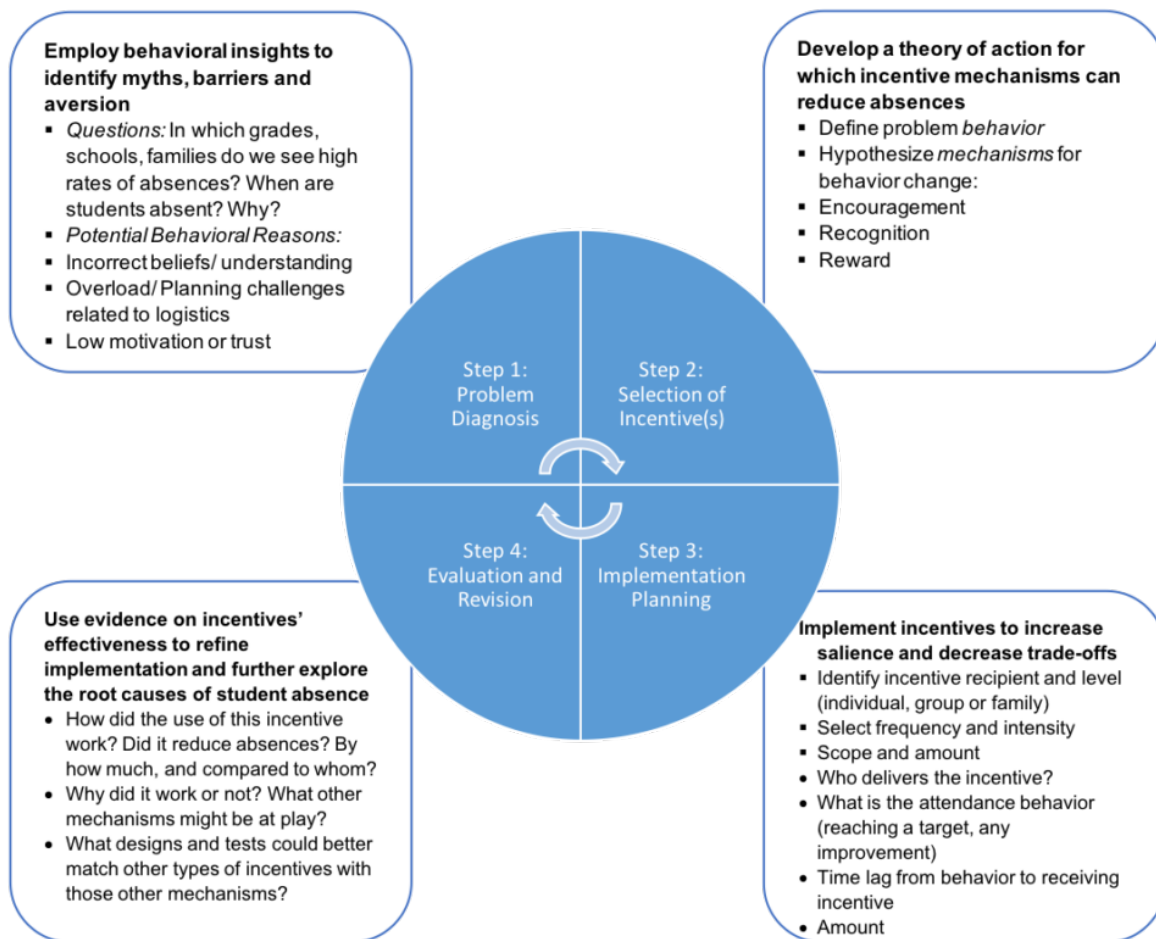 Employ behavioral insights to
identify myths, barriers and
aversion
▪ Questions: In which grades,
schools, families do we see high
rates of absences? When are
students absent? Why?
▪ Potential Behavioral Reasons:
▪ Incorrect beliefs/ understanding
▪ Overload/ Planning challenges
related to logistics
▪ Low motivation or trust
Develop a theory of action for
which incentive mechanisms can
reduce absences
▪ Define problem behavior
▪ Hypothesize mechanisms for
behavior change:
▪ Encouragement
▪ Recognition
▪ Reward
Step 1:
Problem
Diagnosis
Step 2:
Selection of
Incentive(s)
Step 3:
Implementation
Planning
Step 4:
Evaluation and
Revision
Implement incentives to increase
salience and decrease trade-offs
▪ Identify incentive recipient and level
(individual, group or family)
▪ Select frequency and intensity
▪ Scope and amount
• Who delivers the incentive?
• What is the attendance behavior
(reaching a target, any
improvement)
• Time lag from behavior to receiving
incentive
• Amount
Use evidence on incentives’
effectiveness to refine
implementation and further explore
the root causes of student absence
• How did the use of this incentive
work? Did it reduce absences? By
how much, and compared to whom?
• Why did it work or not? What other
mechanisms might be at play?
• What designs and tests could better
match other types of incentives with
those other mechanisms?